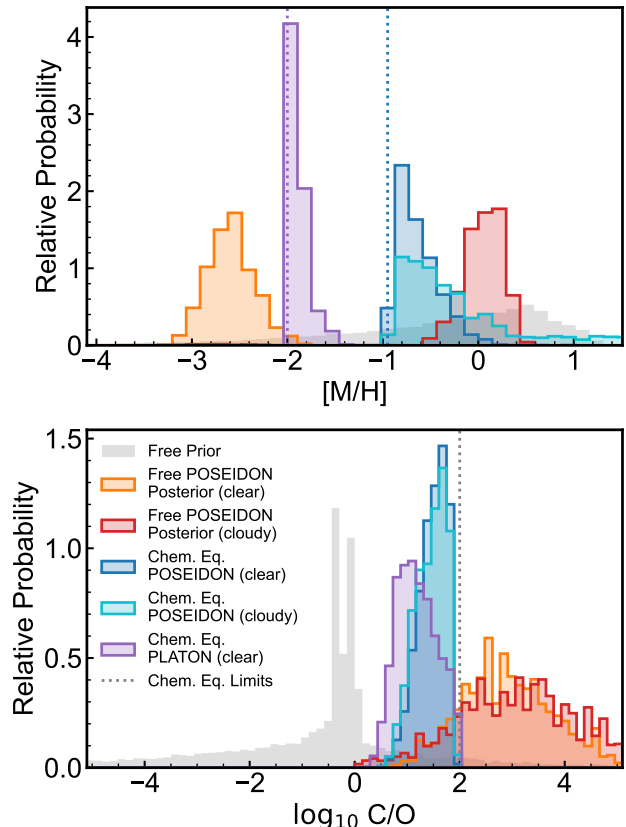 4
3
2
1
0
Relative Probability
−4
−3
−2
−1
0
1
[M/H]
1.5
1.0
0.5
0.0
Relative Probability
Free Prior
Free POSEIDON
Posterior (clear)
Free POSEIDON
Posterior (cloudy)
Chem. Eq.
POSEIDON (clear)
Chem. Eq.
POSEIDON (cloudy)
Chem. Eq.
PLATON (clear)
Chem. Eq. Limits
−4
−2
0
2
4
log₁₀ C/O